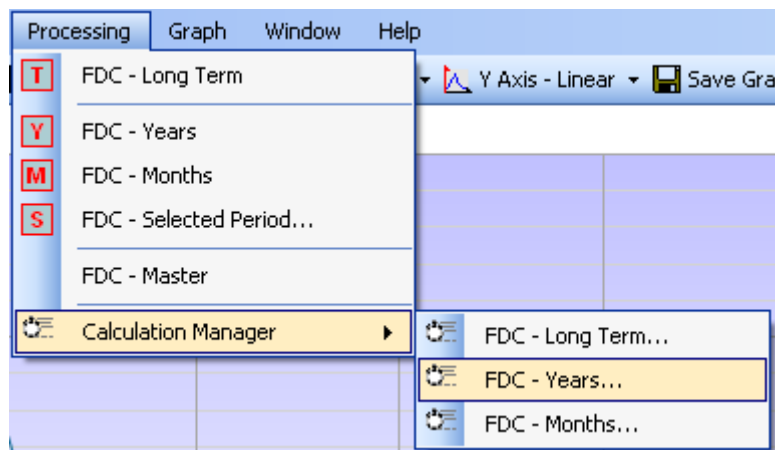 Processing Graph Window Help
T FDC - Long Term
Y Axis - Linear Save Gra
Y FDC - Years
M FDC - Months
S FDC - Selected Period...
FDC - Master
Calculation Manager
FDC - Long Term...
FDC - Years...
FDC - Months...